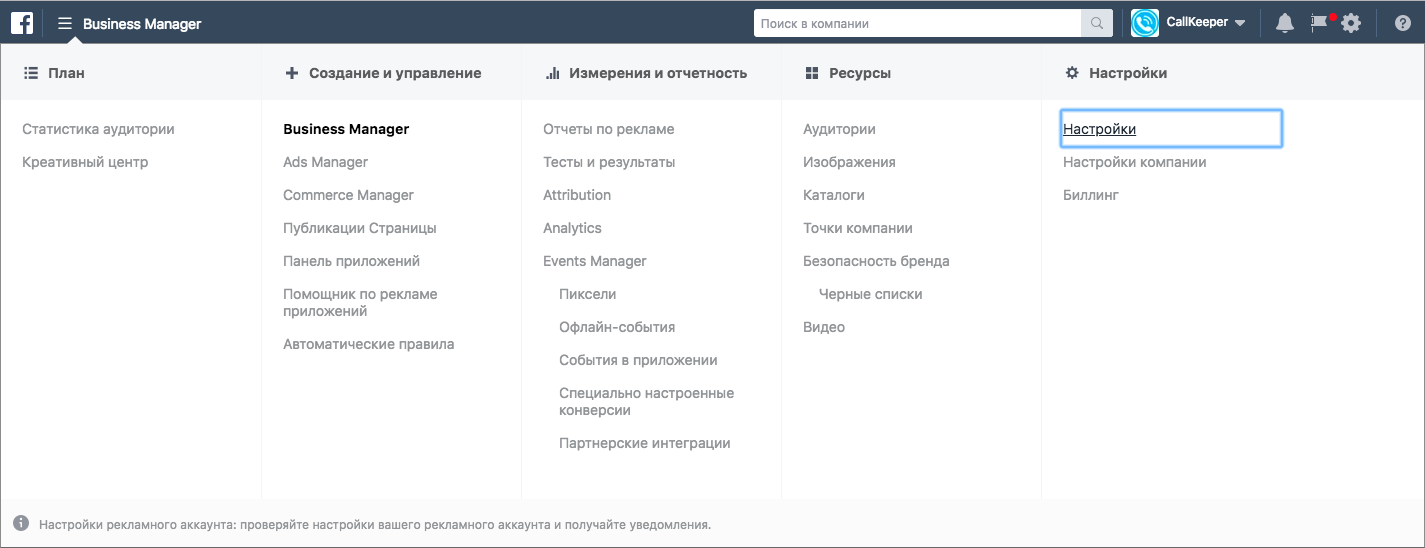 Business Manager
Поиск в компании
CallKeeper
План
Статистика аудитории
Креативный центр
Создание и управление
Business Manager
Ads Manager
Commerce Manager
Публикации Страницы
Панель приложений
Помощник по рекламе
приложений
Автоматические правила
Измерения и отчетность
Отчеты по рекламе
Тесты и результаты
Attribution
Analytics
Events Manager
Пиксели
Офлайн-события
События в приложении
Специально настроенные
конверсии
Партнерские интеграции
Ресурсы
Аудитории
Изображения
Каталоги
Точки компании
Безопасность бренда
Черные списки
Видео
Настройки
Настройки
Настройки компании
Биллинг
Настройки рекламного аккаунта: проверяйте настройки вашего рекламного аккаунта и получайте уведомления.